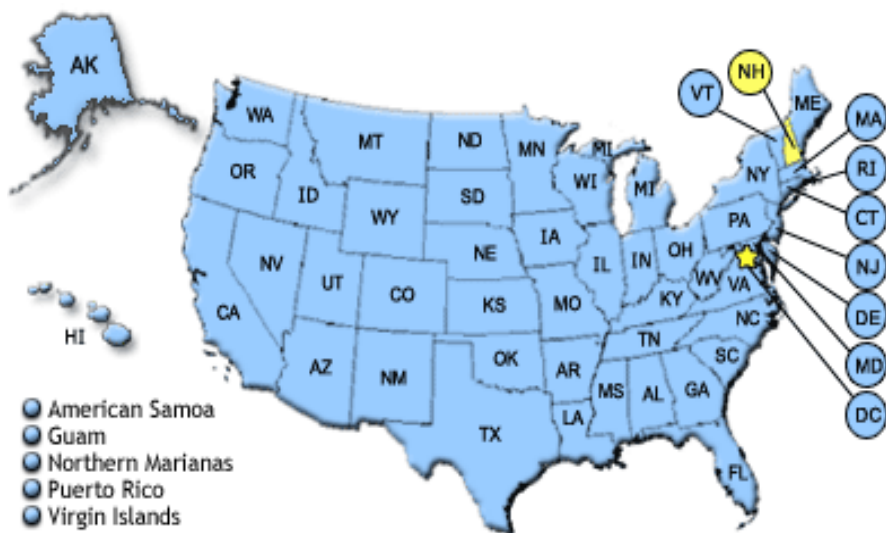 AK
NH
VT
ME
WA
MT
ND
MN
MI
MA
OR
ID
SD
WI
MI
NY
RI
WY
CT
IA
PA
NE
NV
UT
IL
IN
OH
NJ
CA
CO
KS
MO
WV
VA
KY
DE
HI
NC
TN
AZ
NM
OK
AR
SC
MD
MS
AL
GA
American Samoa
DC
LA
TX
Guam
Northern Marianas
FL
Puerto Rico
Virgin Islands